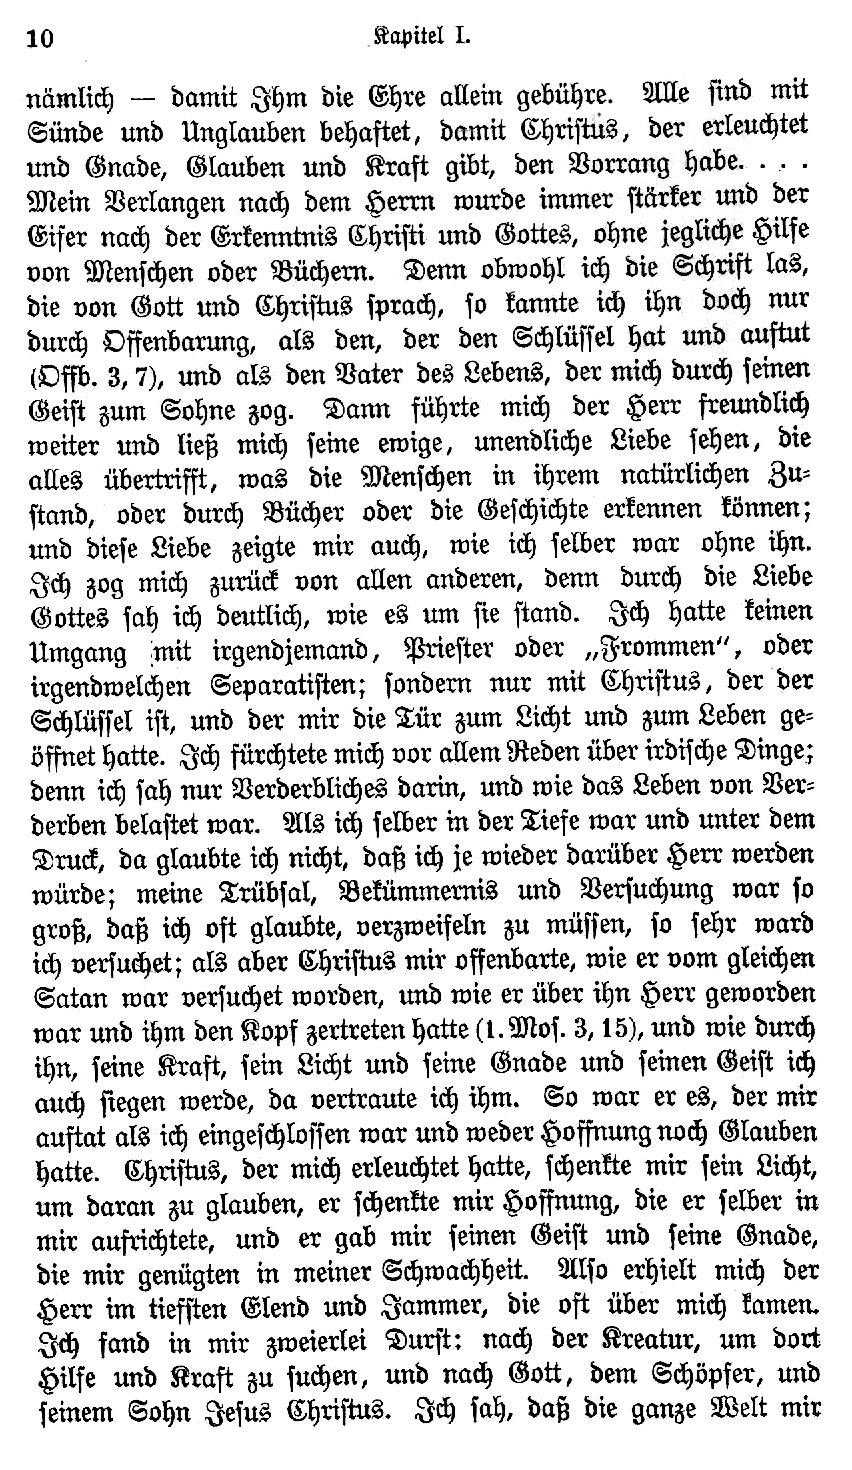 10 Kapitel I.
nämlich — damit Ihm die Ehre allein gebühre. Alle sind mit
Sünde und Unglauben behaftet, damit Christus, der erleuchtet
und Gnade, Glauben und Kraft gibt, den Vorrang habe. . . .
Mein Verlangen nach dem Herrn wurde immer stärker und der
Eifer nach der Erkenntnis Christi und Gottes, ohne jegliche Hilfe
von Menschen oder Büchern. Denn obwohl ich die Schrift las,
die von Gott und Christus sprach, so kannte ich ihn doch nur
durch Offenbarung, als den, der den Schlüssel hat und auftut
(Offb. 3, 7), und als den Vater des Lebens, der mich durch seinen
Geist zum Sohne zog. Dann führte mich der Herr freundlich
weiter und ließ mich seine ewige, unendliche Liebe sehen, die
alles übertrifft, was die Menschen in ihrem natürlichen Zu-
stand, oder durch Bücher oder die Geschichte erkennen können;
und diese Liebe zeigte mir auch, wie ich selber war ohne ihn.
Ich zog mich zurück von allen anderen, denn durch die Liebe
Gottes sah ich deutlich, wie es um sie stand. Ich hatte keinen
Umgang mit irgendjemand, Priester oder „Frommen“, oder
irgendwelchen Separatisten; sondern nur mit Christus, der der
Schlüssel ist, und der mir die Tür zum Licht und zum Leben ge-
öffnet hatte. Ich fürchtete mich vor allem Reden über irdische Dinge;
denn ich sah nur Verderbliches darin, und wie das Leben von Ver-
derben belastet war. Als ich selber in der Tiefe war und unter dem
Druck, da glaubte ich nicht, daß ich je wieder darüber Herr werden
würde; meine Trübsal, Bekümmernis und Versuchung war so
groß, daß ich oft glaubte, verzweifeln zu müssen, so sehr ward
ich versuchet; als aber Christus mir offenbarte, wie er vom gleichen
Satan war versuchet worden, und wie er über ihn Herr geworden
war und ihm den Kopf zertreten hatte (1. Mos. 3, 15), und wie durch
ihn, seine Kraft, sein Licht und seine Gnade und seinen Geist ich
auch siegen werde, da vertraute ich ihm. So war er es, der mir
auftat als ich eingeschlossen war und weder Hoffnung noch Glauben
hatte. Christus, der mich erleuchtet hatte, schenkte mir sein Licht,
um daran zu glauben, er schenkte mir Hoffnung, die er selber in
mir aufrichtete, und er gab mir seinen Geist und seine Gnade,
die mir genügten in meiner Schwachheit. Also erhielt mich der
Herr im tiefsten Elend und Jammer, die oft über mich kamen.
Ich fand in mir zweierlei Durst: nach der Kreatur, um dort
Hilfe und Kraft zu suchen, und nach Gott, dem Schöpfer, und
seinem Sohn Jesus Christus. Ich sah, daß die ganze Welt mir